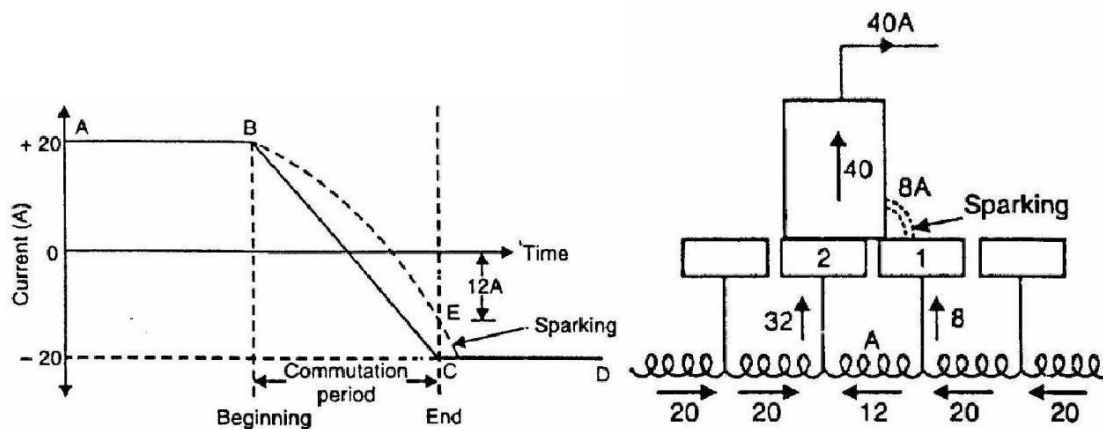 A
B
+ 20
0
- 20
Current (A)
'Time
12A
E
Sparking
C
D
Commutation
period
Beginning
End
40A
40
8A
Sparking
2
1
32
8
A
20
20
12
20
20